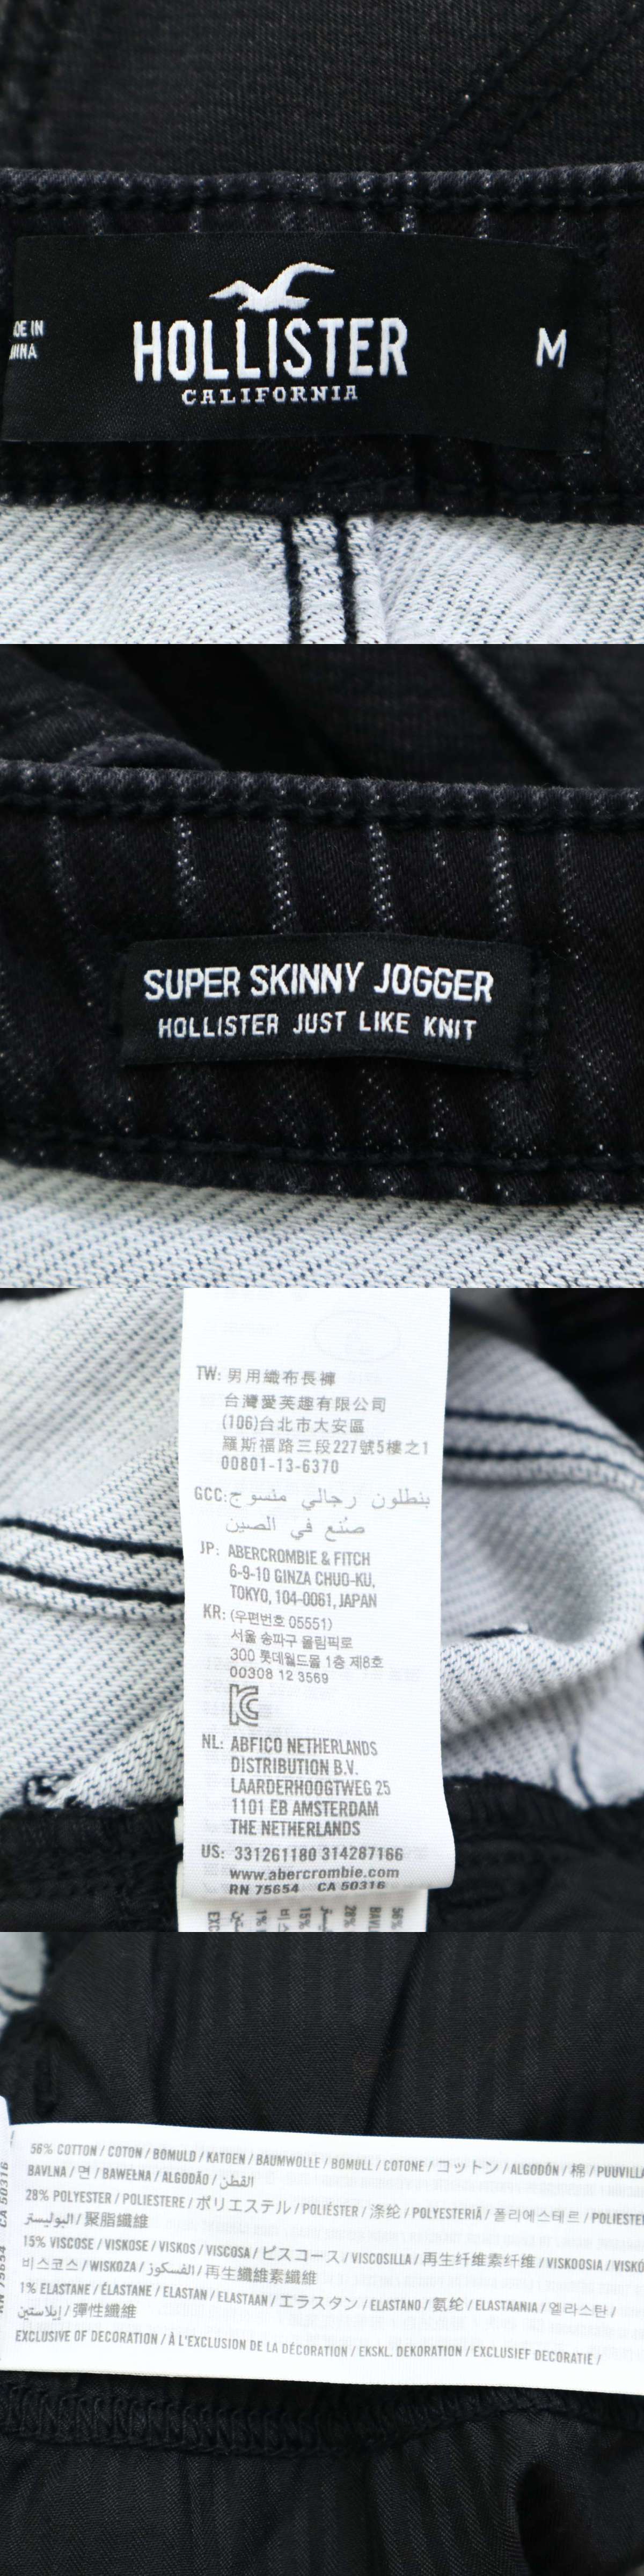 HOLLISTER
CALIFORNIA
M
DE IN
SUPER SKINNY JOGGER
HOLLISTER JUST LIKE KNIT
TW: 男用織布長褲
台灣愛芙趣有限公司
(106)台北市大安區
羅斯福路三段227號5樓之1
00801-13-6370
GCC: بنطلون رجالي منسوج
صُنع في الصين
JP: ABERCROMBIE & FITCH
6-9-10 GINZA CHUO-KU,
TOKYO, 104-0061, JAPAN
KR: (우편번호 05551)
서울 송파구 올림픽로
300 롯데월드몰 1층 제8호
00308 12 3569
NL: ABFICO NETHERLANDS
DISTRIBUTION B.V.
LAARDERHOOGTWEG 25
1101 EB AMSTERDAM
THE NETHERLANDS
US: 331261180 314287166
www.abercrombie.com
RN 75654 CA 50316
56% COTTON / COTON / BOMULD / KATOEN / BAUMWOLLE / BOMULL / COTONE / コットン / ALGODÓN / 棉 / PUUVILLA
BAVLNA / 면 / BAWEŁNA / ALGODÃO / القطن
28% POLYESTER / POLIESTERE / ポリエステル / POLIÉSTER / 涤纶 / POLYESTERIÄ / 폴리에스테르 / POLIESTER
البوليستر / 聚脂纖維
15% VISCOSE / VISKOSE / VISKOS / VISCOSA / ビスコース / VISCOSILLA / 再生纤维素纤维 / VISKOOSIA / VISKÓ
비스코스 / WISKOZA / الفسكوز / 再生纖維素纖維
1% ELASTANE / ÉLASTANE / ELASTAN / ELASTAAN / エラスタン / ELASTANO / 氨纶 / ELASTAANIA / 엘라스탄 /
إيلاستين / 彈性纖維
EXCLUSIVE OF DECORATION / À L'EXCLUSION DE LA DÉCORATION / EKSKL. DEKORATION / EXCLUSIEF DECORATIE /